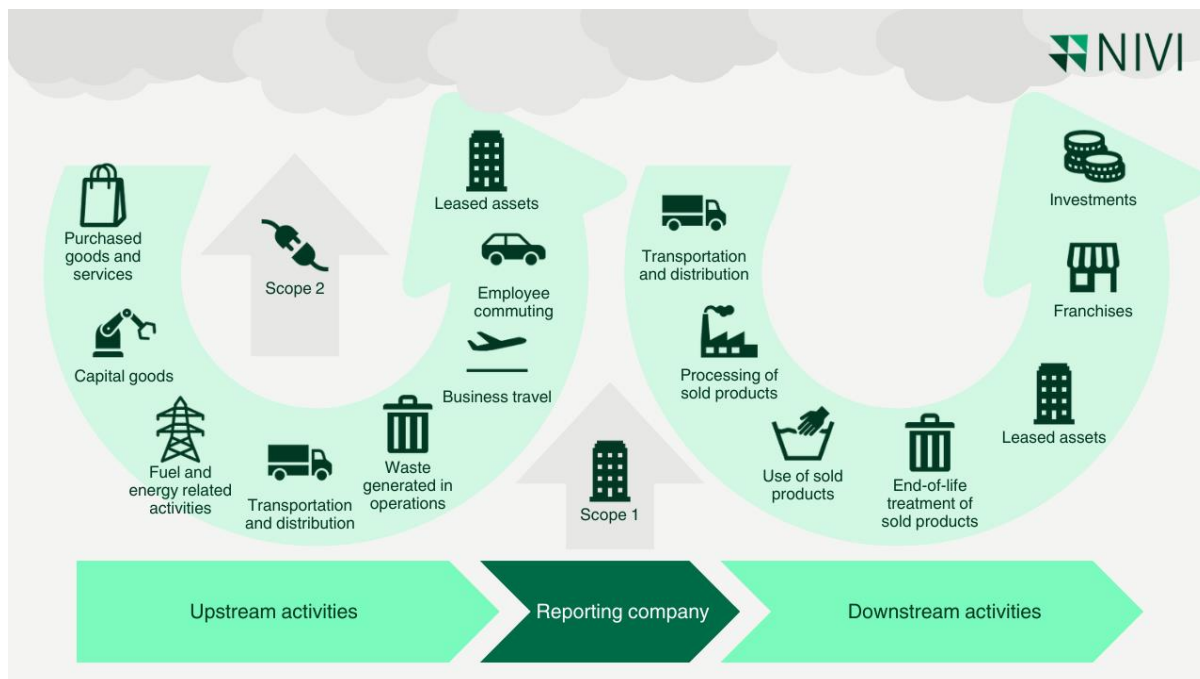 NIVI
Purchased
goods and
services
Capital goods
Fuel and
energy related
activities
Transportation
and distribution
Waste
generated in
operations
Business travel
Employee
commuting
Leased assets
Scope 2
Scope 1
Transportation
and distribution
Processing of
sold products
Use of sold
products
End-of-life
treatment of
sold products
Leased assets
Franchises
Investments
Upstream activities
Reporting company
Downstream activities